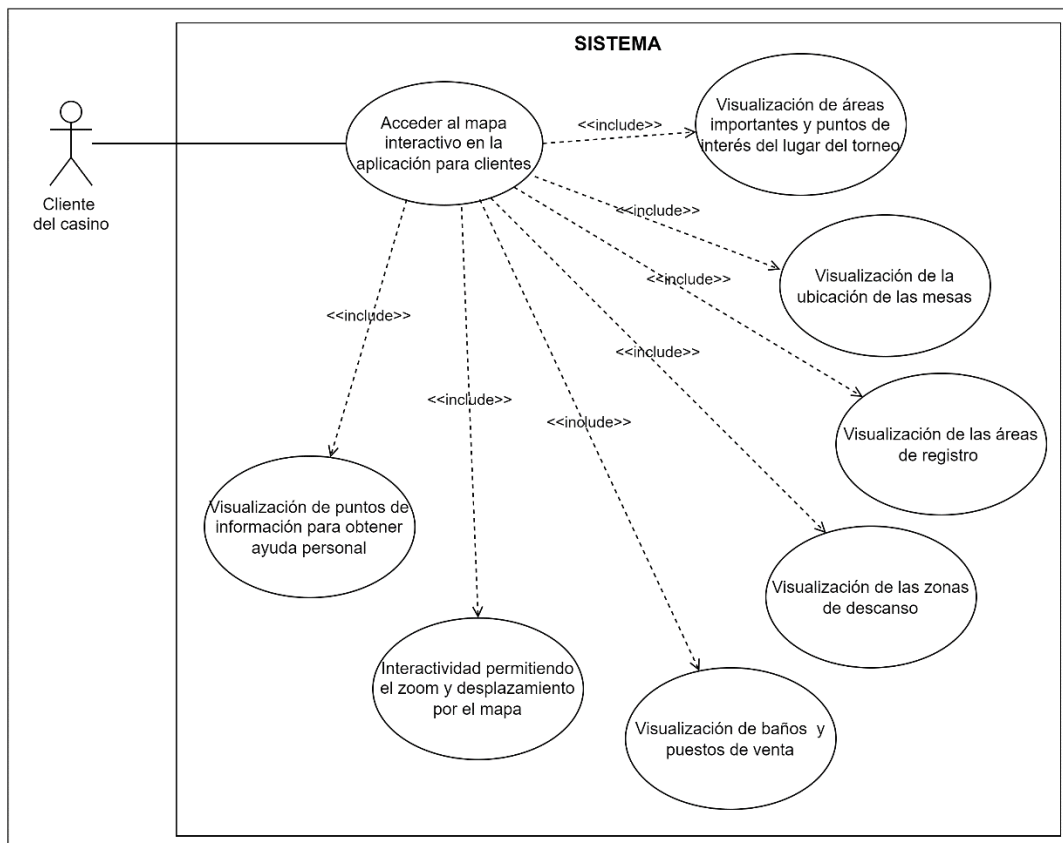 SISTEMA
Cliente
del casino
Acceder al mapa
interactivo en la
aplicación para clientes
<<include>>
Visualización de áreas
importantes y puntos de
interés del lugar del torneo
<<include>>
Visualización de la
ubicación de las mesas
<<include>>
Visualización de las áreas
de registro
<<include>>
Visualización de las zonas
de descanso
<<include>>
Visualización de baños y
puestos de venta
<<include>>
Interactividad permitiendo
el zoom y desplazamiento
por el mapa
<<include>>
Visualización de puntos de
información para obtener
ayuda personal